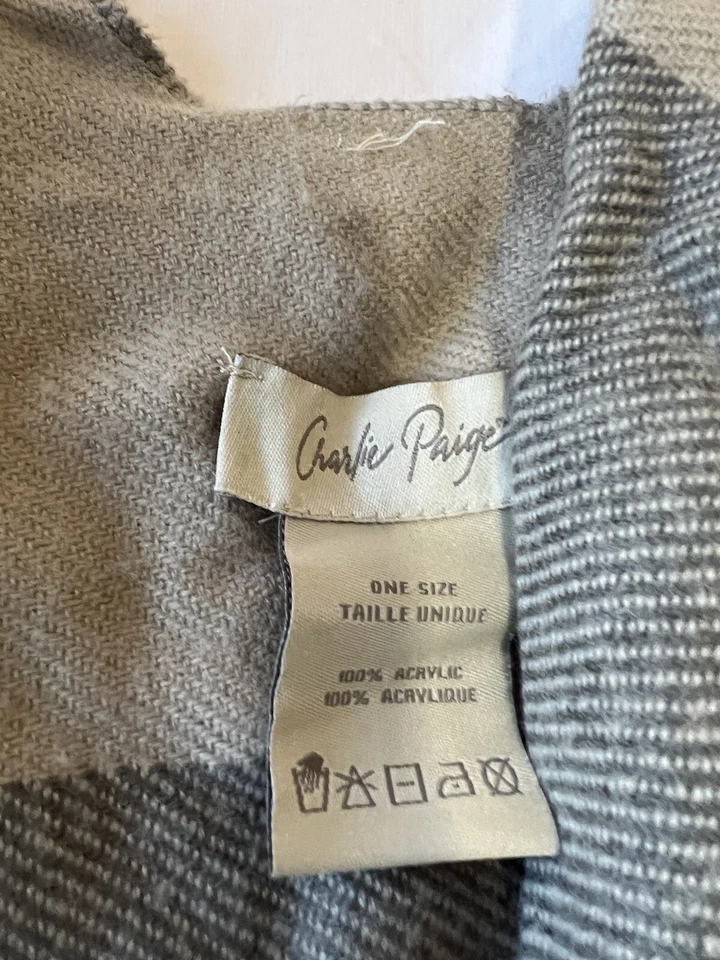 Charlie Paige
ONE SIZE
TAILLE UNIQUE
100% ACRYLIC
100% ACRYLIQUE